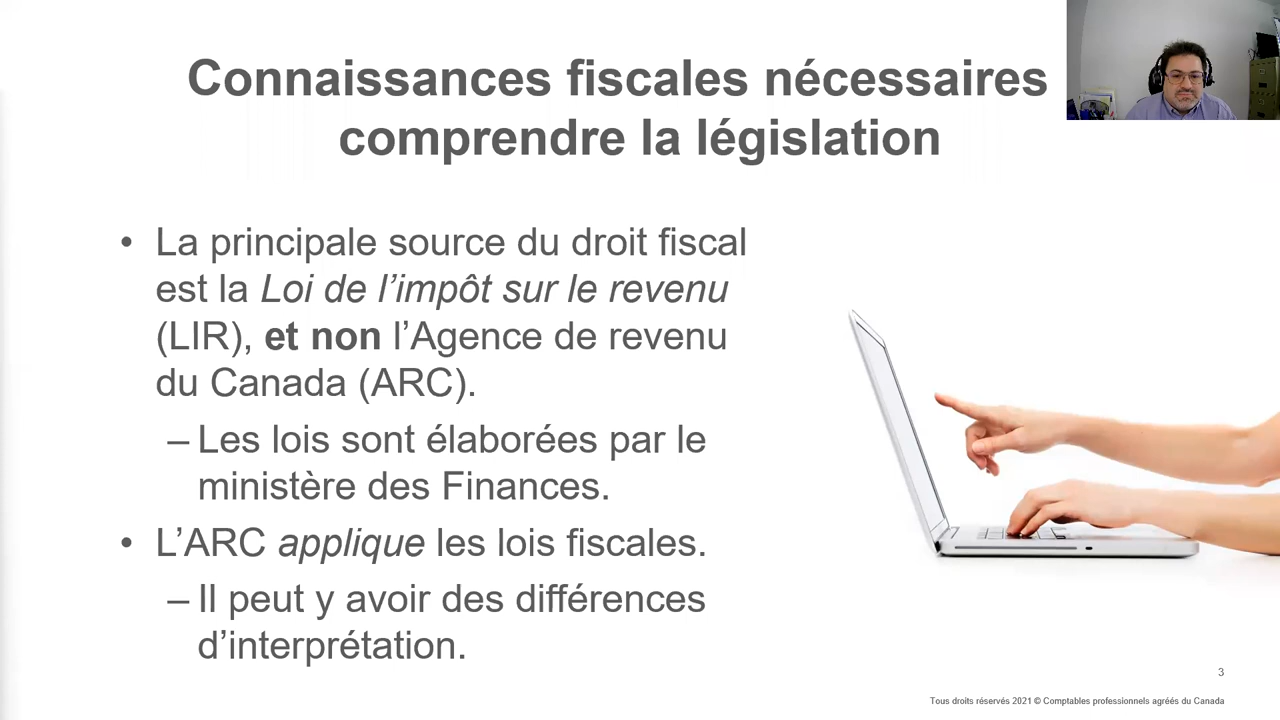 Connaissances fiscales nécessaires
comprendre la législation
• La principale source du droit fiscal
est la Loi de l’impôt sur le revenu
(LIR), et non l’Agence de revenu
du Canada (ARC).
– Les lois sont élaborées par le
ministère des Finances.
• L’ARC applique les lois fiscales.
– Il peut y avoir des différences
d’interprétation.
3
Tous droits réservés 2021 © Comptables professionnels agréés du Canada